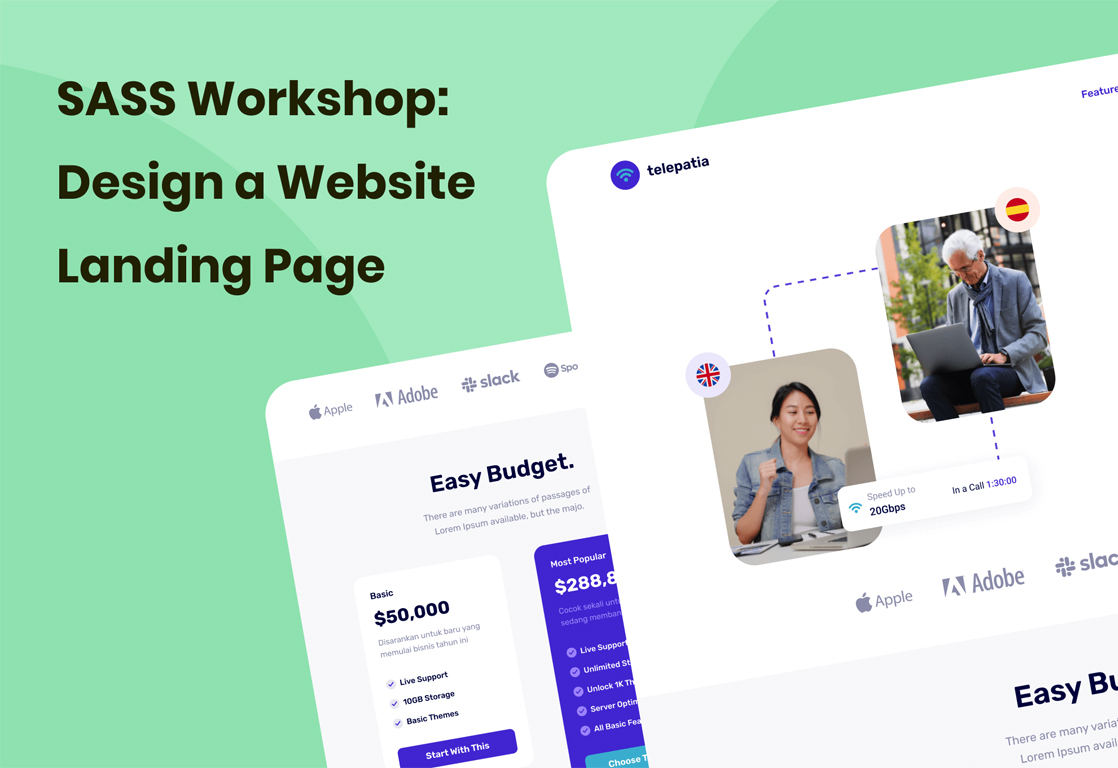 SASS Workshop:
Design a Website
Landing Page
Feature
telepatia
Speed Up to
20Gbps
In a Call 1:30:00
Apple
Adobe
slack
Spo
Easy Budget.
There are many variations of passages of
Lorem Ipsum available, but the majo.
Basic
$50,000
Disarankan untuk baru yang
memulai bisnis tahun ini
Live Support
10GB Storage
Basic Themes
Start With This
Most Popular
$288,8
Cocok sekali unt
sedang memban
Live Support
Unlimited St
Unlock 1K Th
Server Optim
All Basic Fea
Choose T
Apple
Adobe
slac
Easy Bu
There are many varia
Lorem Ipsum avail